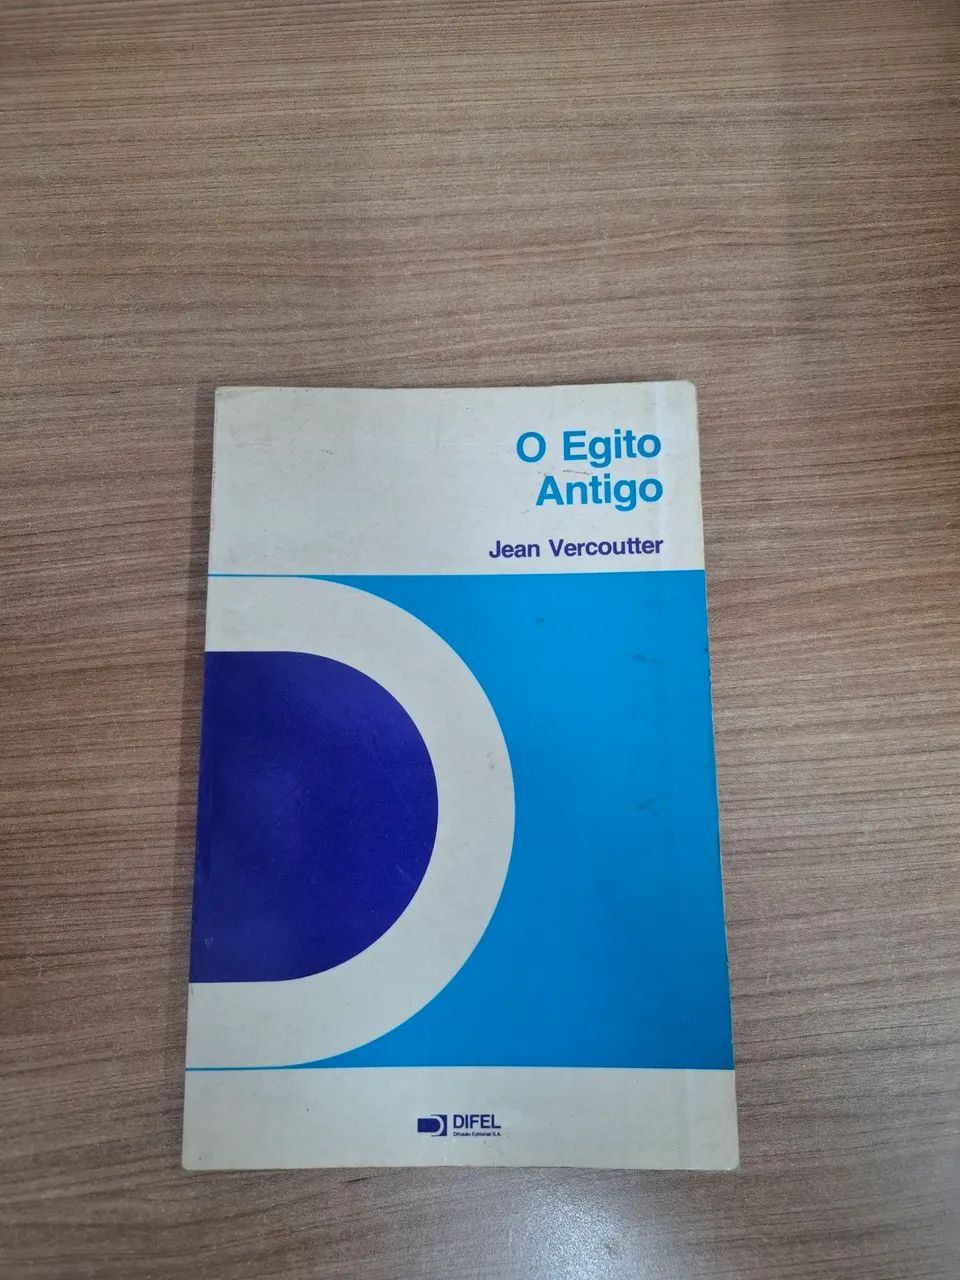 O Egito
Antigo
Jean Vercoutter
DIFEL
Difusão Editorial S.A.